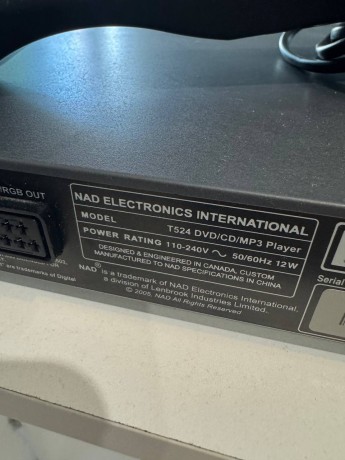 /RGB OUT
NAD ELECTRONICS INTERNATIONAL
MODEL T524 DVD/CD/MP3 Player
POWER RATING 110-240V ~ 50/60Hz 12W
DESIGNED & ENGINEERED IN CANADA, CUSTOM
MANUFACTURED TO NAD SPECIFICATIONS IN CHINA
NAD® is a trademark of NAD Electronics International,
a division of Lenbrook Industries Limited.
© 2005, NAD All Rights Reserved
are trademarks of Digital
Serial